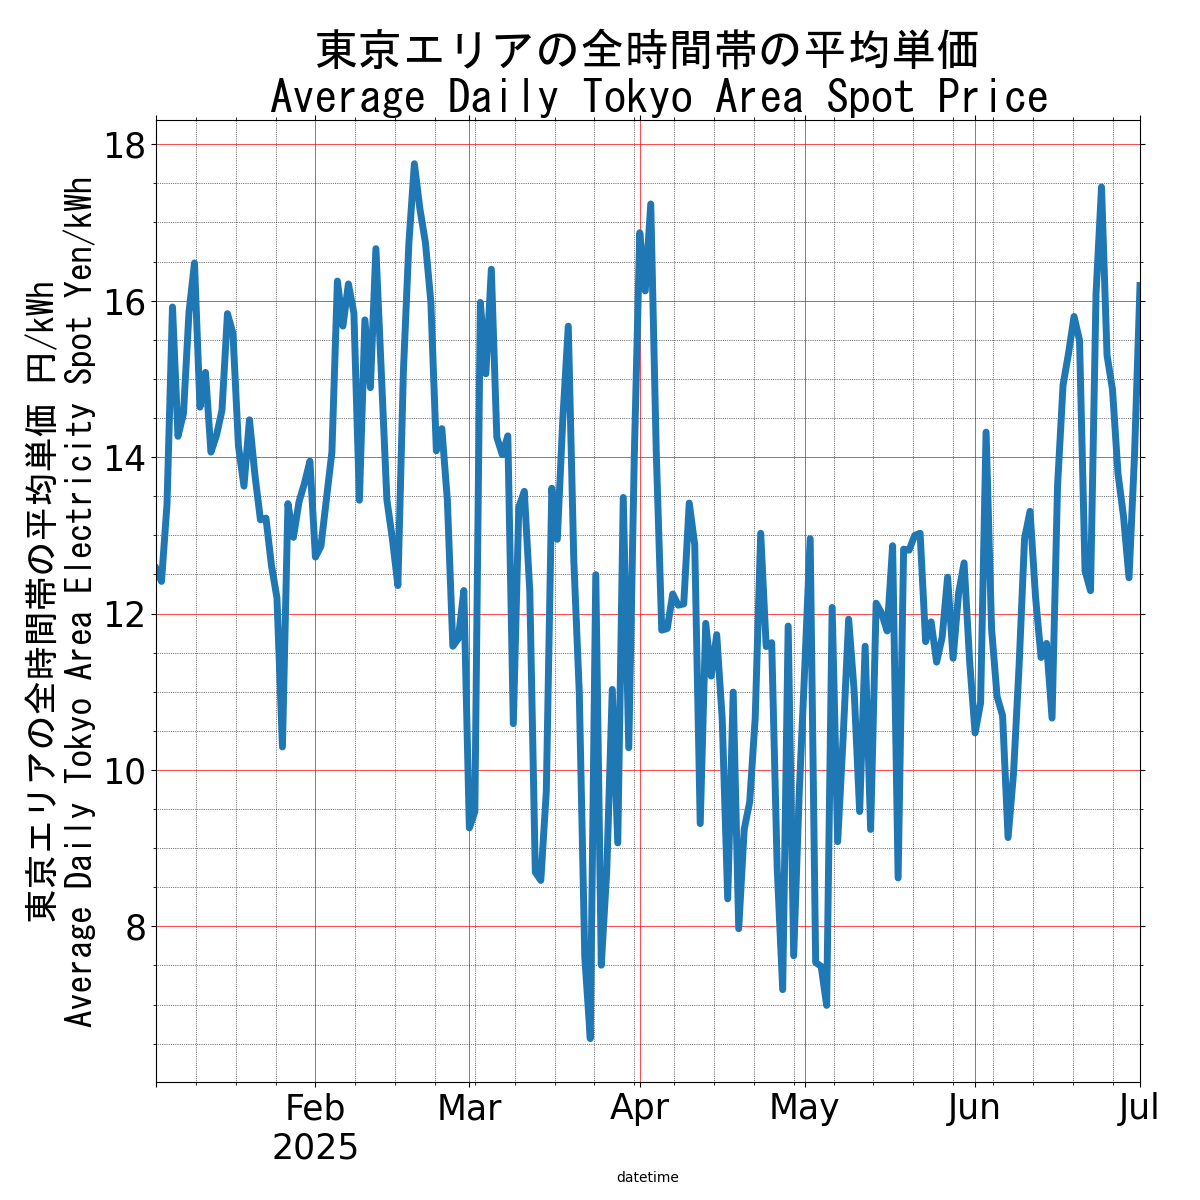 東京エリアの全時間帯の平均単価
Average Daily Tokyo Area Spot Price
東京エリアの全時間帯の平均単価 円/kWh
Average Daily Tokyo Area Electricity Spot Yen/kWh
18
16
14
12
10
8
Feb
2025
Mar
Apr
May
Jun
Jul
datetime